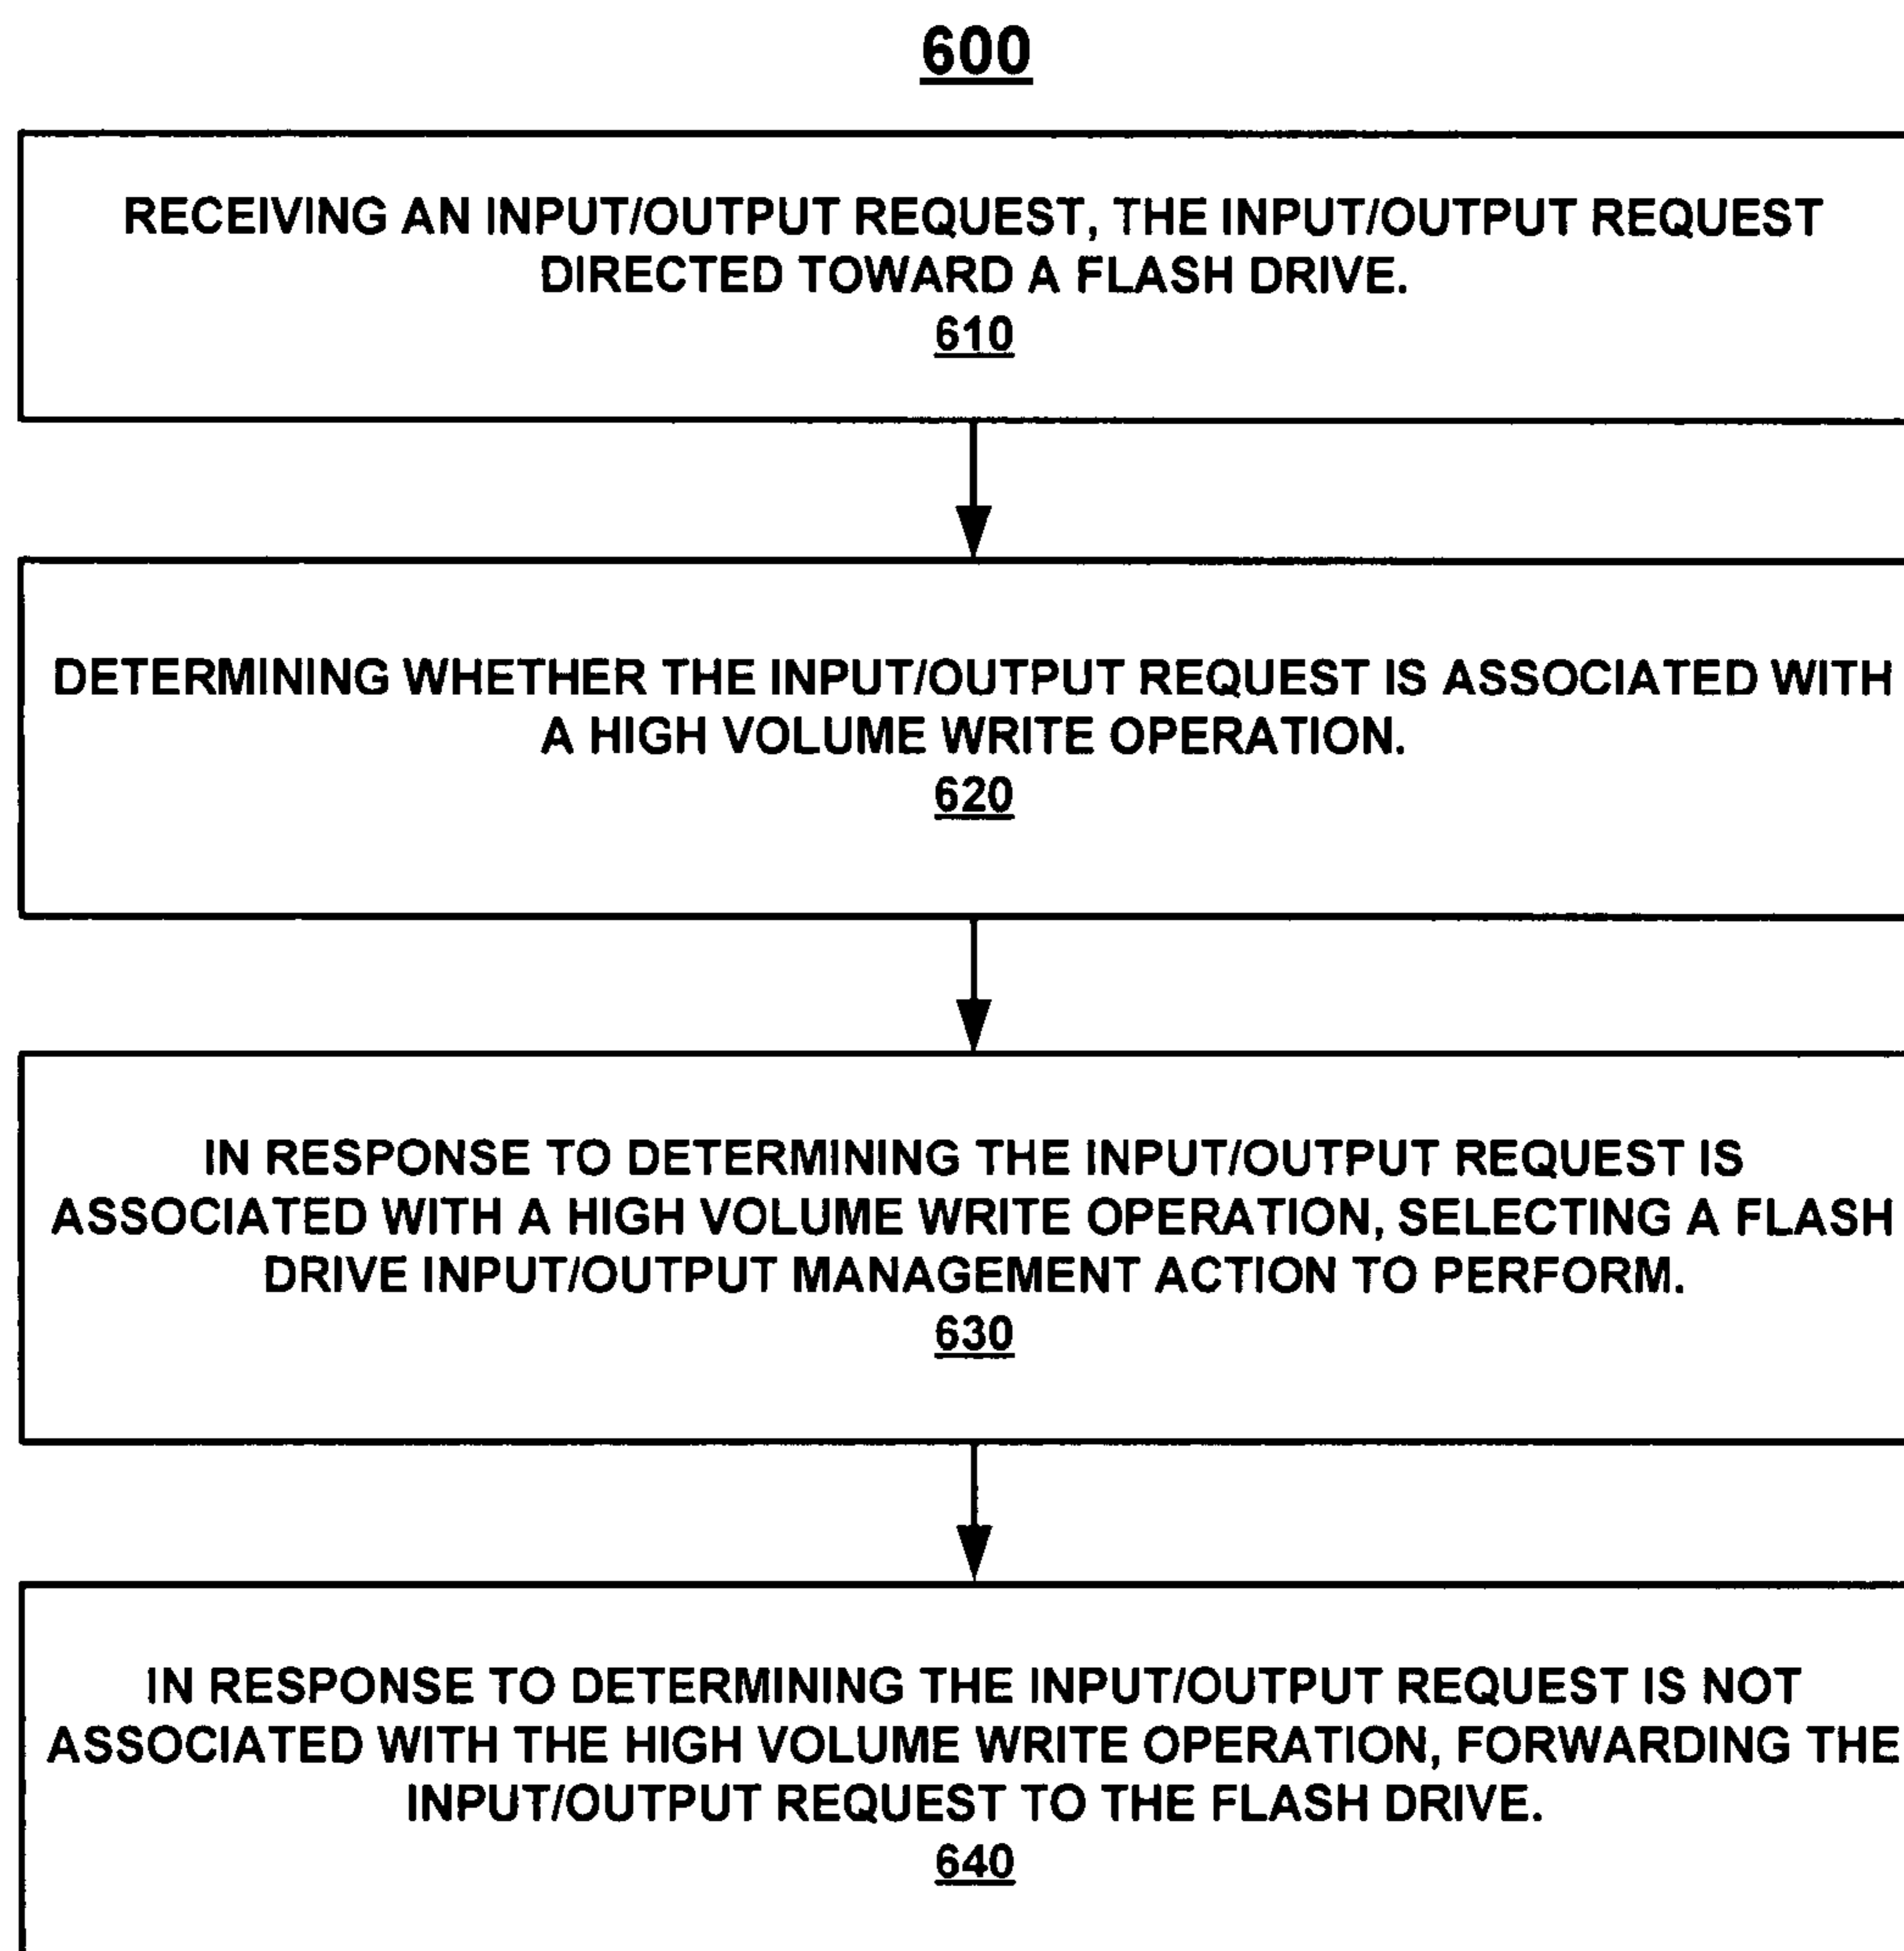 600
RECEIVING AN INPUT/OUTPUT REQUEST, THE INPUT/OUTPUT REQUEST
DIRECTED TOWARD A FLASH DRIVE.
610
DETERMINING WHETHER THE INPUT/OUTPUT REQUEST IS ASSOCIATED WITH
A HIGH VOLUME WRITE OPERATION.
620
IN RESPONSE TO DETERMINING THE INPUT/OUTPUT REQUEST IS
ASSOCIATED WITH A HIGH VOLUME WRITE OPERATION, SELECTING A FLASH
DRIVE INPUT/OUTPUT MANAGEMENT ACTION TO PERFORM.
630
IN RESPONSE TO DETERMINING THE INPUT/OUTPUT REQUEST IS NOT
ASSOCIATED WITH THE HIGH VOLUME WRITE OPERATION, FORWARDING THE
INPUT/OUTPUT REQUEST TO THE FLASH DRIVE.
640